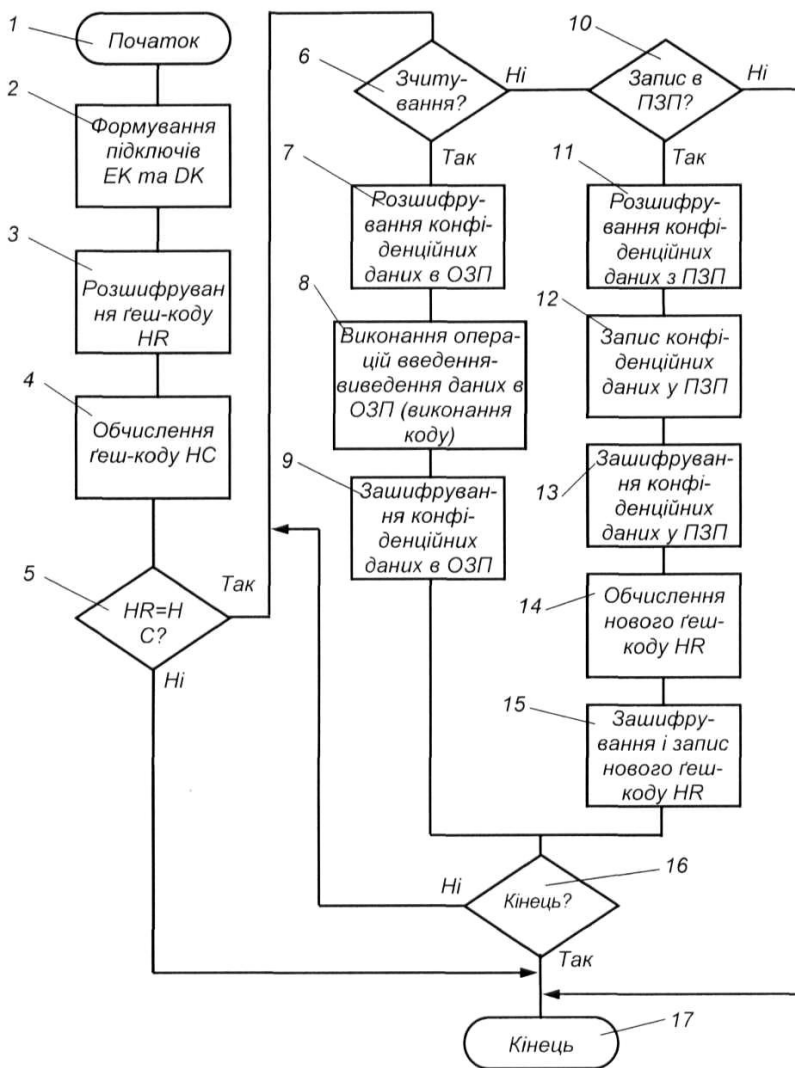 1
Початок
2
Формування
підключів
EK та DK
3
Розшифруван
ня ґеш-коду
HR
4
Обчислення
ґеш-коду HC
5
HR=H
C?
Так
Ні
6
Зчиту-
вання?
Ні
Так
7
Розшифру-
вання конфі-
денційних
даних в ОЗП
8
Виконання опера-
цій введення-
виведення даних в
ОЗП (виконання
коду)
9
Зашифруван-
ня конфі-
денційних
даних в ОЗП
10
Запис в
ПЗП?
Ні
Так
11
Розшифру-
вання конфі-
денційних
даних з ПЗП
12
Запис конфі-
денційних
даних у ПЗП
13
Зашифруван-
ня конфі-
денційних
даних у ПЗП
14
Обчислення
нового ґеш-
коду HR
15
Зашифру-
вання і запис
нового ґеш-
коду HR
16
Кінець?
Ні
Так
17
Кінець